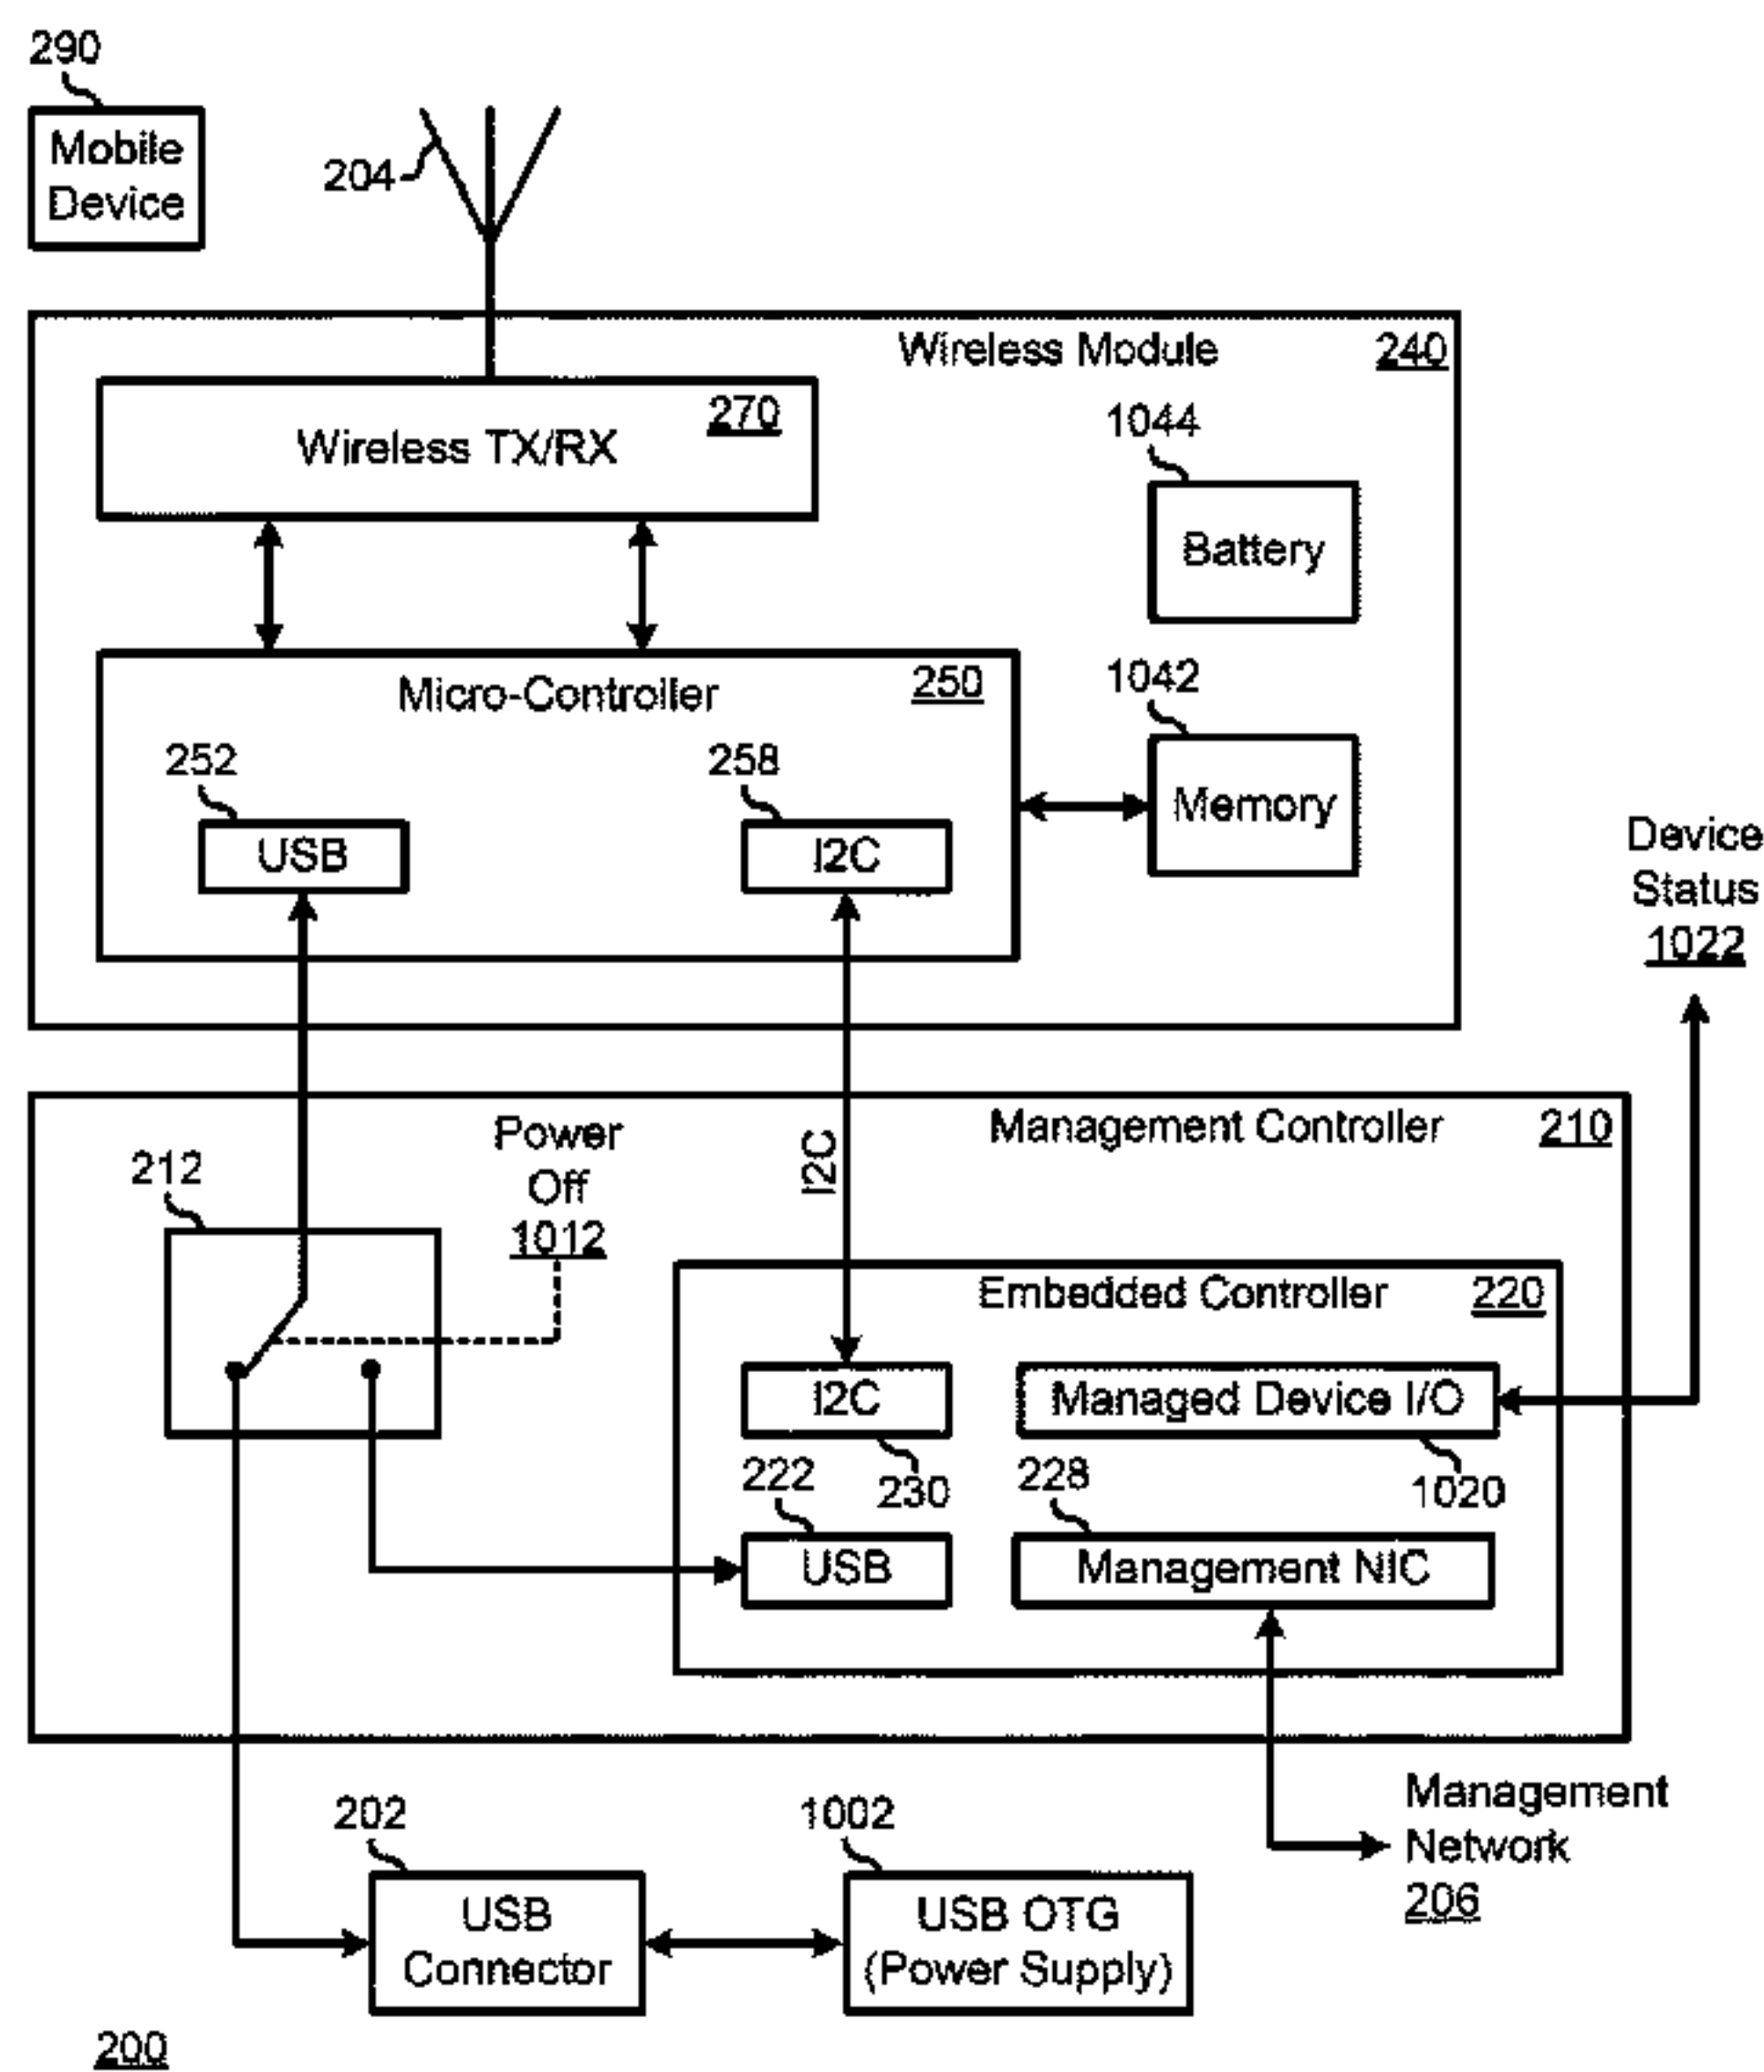 290
Mobile
Device
204
Wireless Module
240
270
Wireless TX/RX
1044
Battery
Micro-Controller
250
1042
Memory
252
USB
258
I2C
Device
Status
1022
Power
Off
1012
I2C
Management Controller
210
212
Embedded Controller
220
I2C
230
Managed Device I/O
1020
222
USB
228
Management NIC
Management
Network
206
202
USB
Connector
1002
USB OTG
(Power Supply)
200